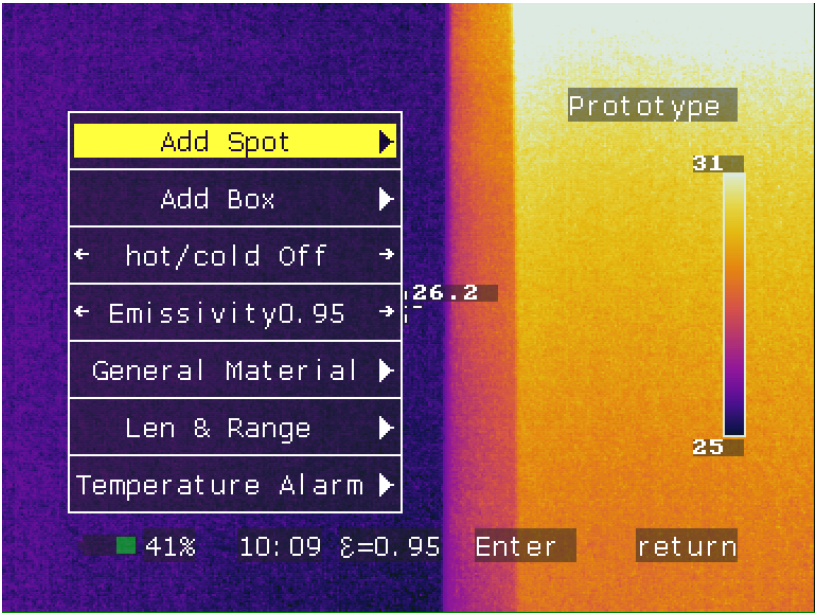 Prototype
31
Add Spot
Add Box
hot/cold Off
26.2
Emissivity0.95
General Material
Len & Range
25
Temperature Alarm
41% 10:09 ε=0.95 Enter return